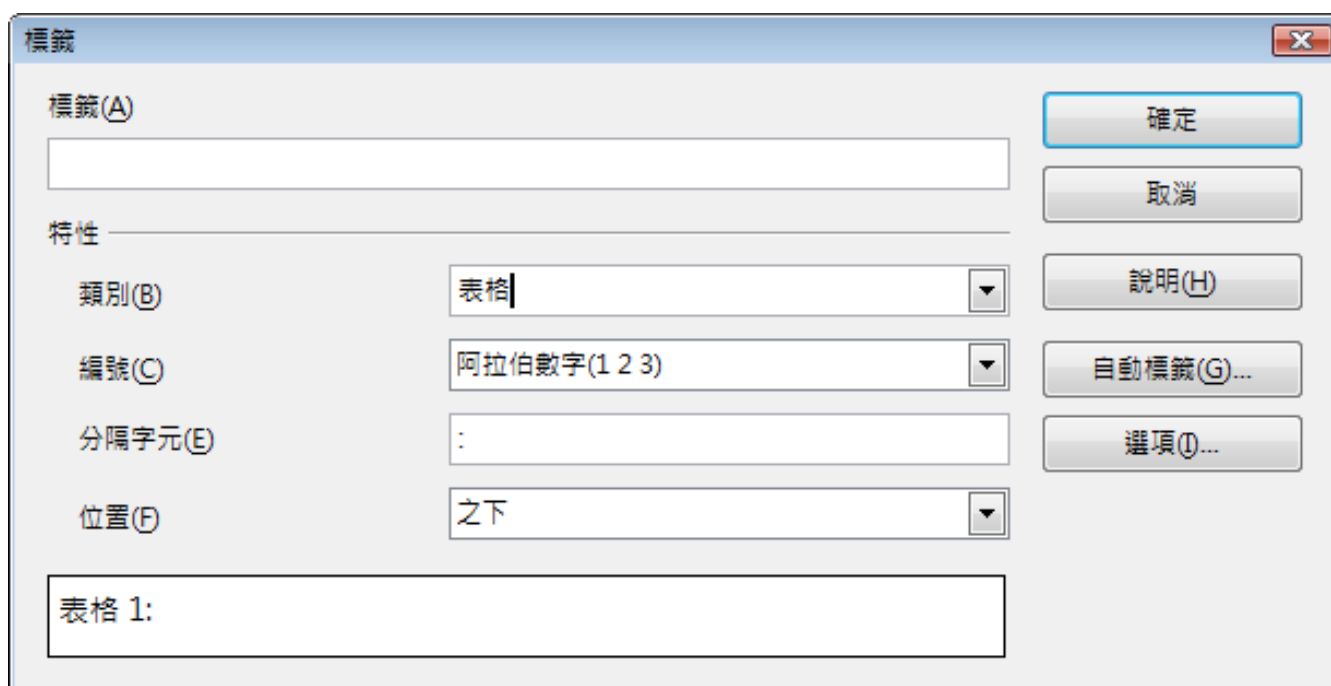 標籤
標籤(A)
確定
取消
特性
類別(B)
表格
說明(H)
編號(C)
阿拉伯數字(1 2 3)
自動標籤(G)...
分隔字元(E)
:
選項(I)...
位置(F)
之下
表格 1: